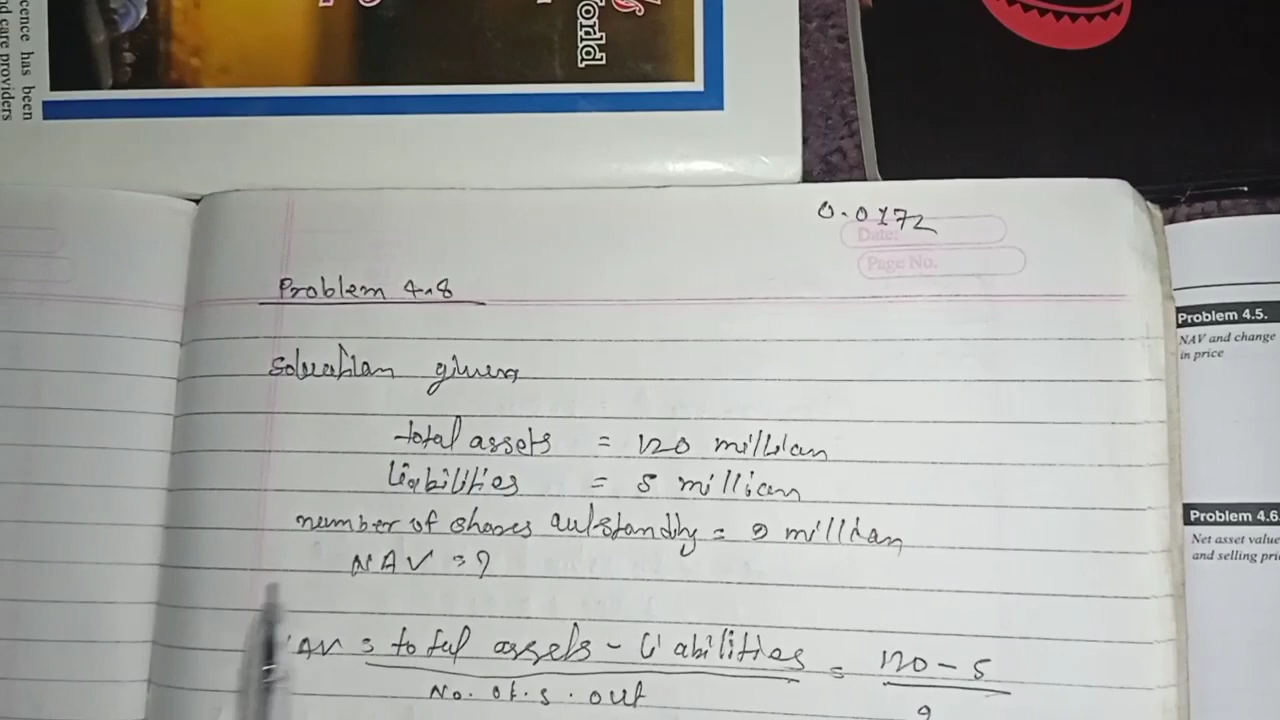 World
cence has been
nd care providers
0.0172
Date:
Page No.
Problem 4.8
Solution given
total assets = 120 million
Liabilities = 5 million
number of shares outstanding = 9 million
NAV = ?
NAV = total assets - Liabilities = 120 - 5
No. of. s. out 9
Problem 4.5.
NAV and change
in price
Problem 4.6
Net asset value
and selling pri